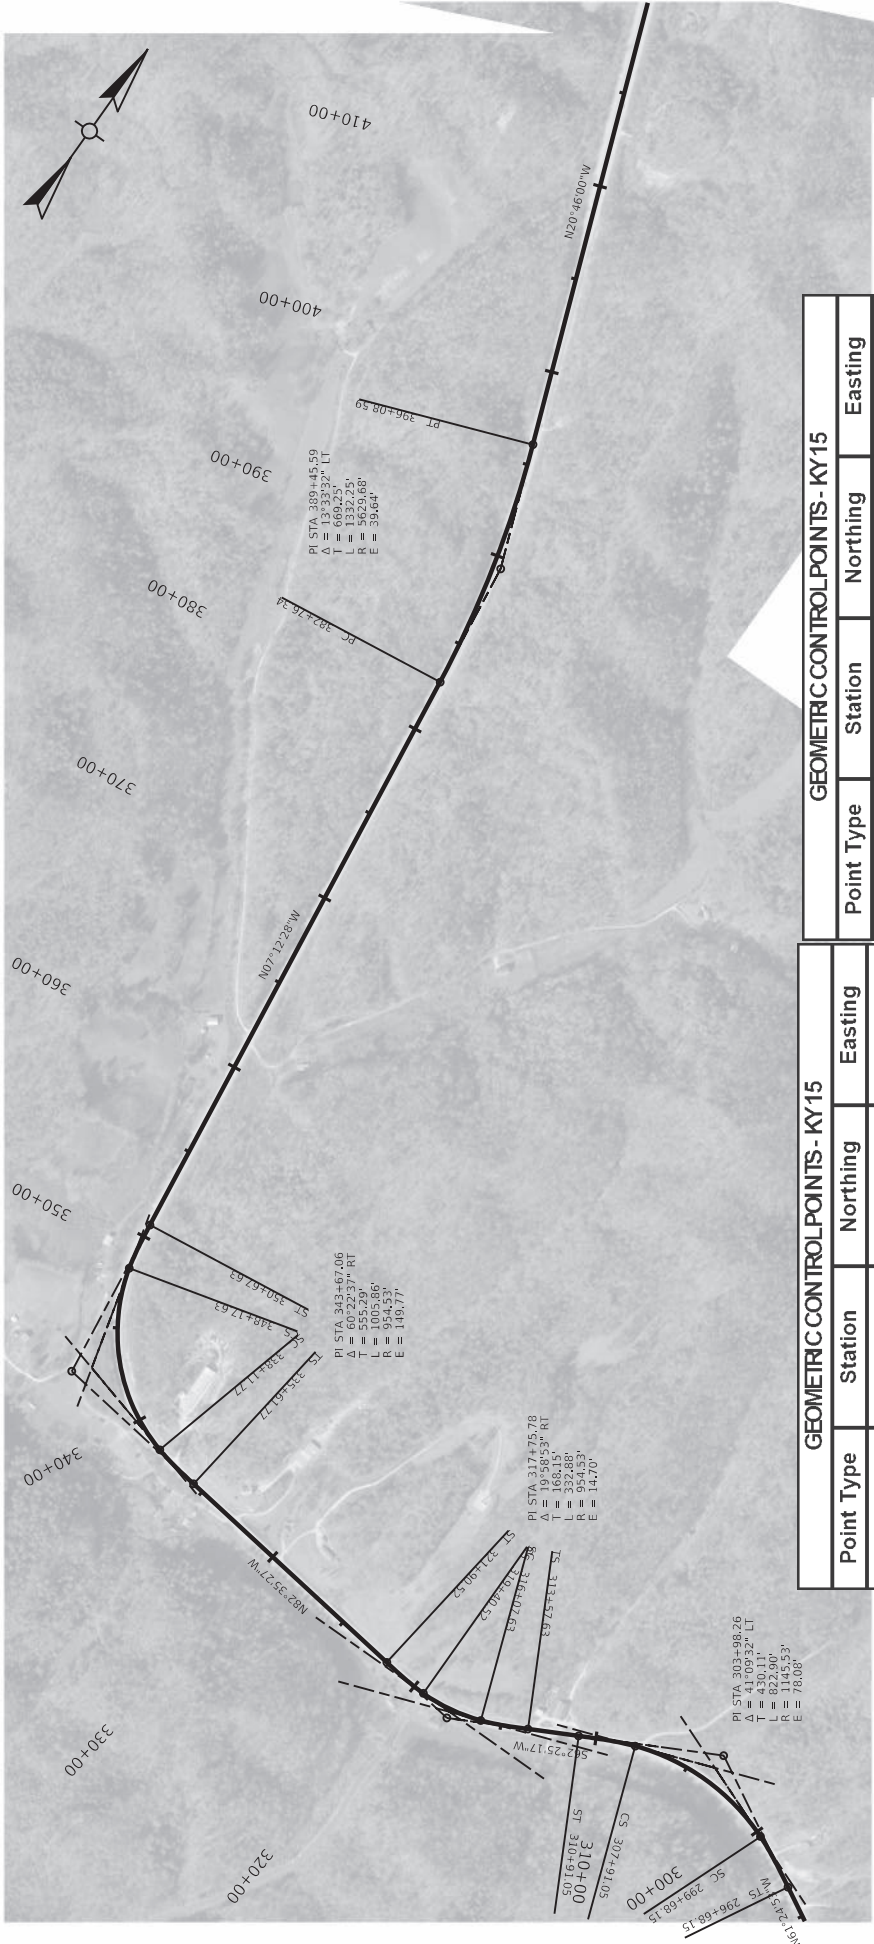 410+00
400+00
390+00
380+00
370+00
360+00
350+00
340+00
330+00
320+00
310+00
300+00
N20°46'00"W
PT 396+08.59
PI STA 389+45.59
Δ = 13°33'32" LT
T = 669.25'
L = 1332.25'
R = 5629.68'
E = 39.64'
PC 382+76.34
N07°12'28"W
ST 350+67.63
CS 348+17.63
SC 338+11.77
TS 335+61.77
PI STA 343+67.06
Δ = 60°22'37" RT
T = 555.29'
L = 1005.86'
R = 954.53'
E = 149.77'
N82°35'27"W
PI STA 317+75.78
Δ = 19°58'53" RT
T = 168.15'
L = 332.88'
R = 954.53'
E = 14.70'
ST 321+90.52
319+40.52
316+07.63
TS 313+57.63
S62°25'17"W
PI STA 303+98.26
Δ = 41°09'32" LT
T = 430.11'
L = 822.90'
R = 1145.53'
E = 78.08'
ST 310+91.05
CS 307+91.05
SC 299+68.15
TS 296+68.15
GEOMETRIC CONTROL POINTS - KY15
Point Type Station Northing Easting
GEOMETRIC CONTROL POINTS - KY15
Point Type Station Northing Easting